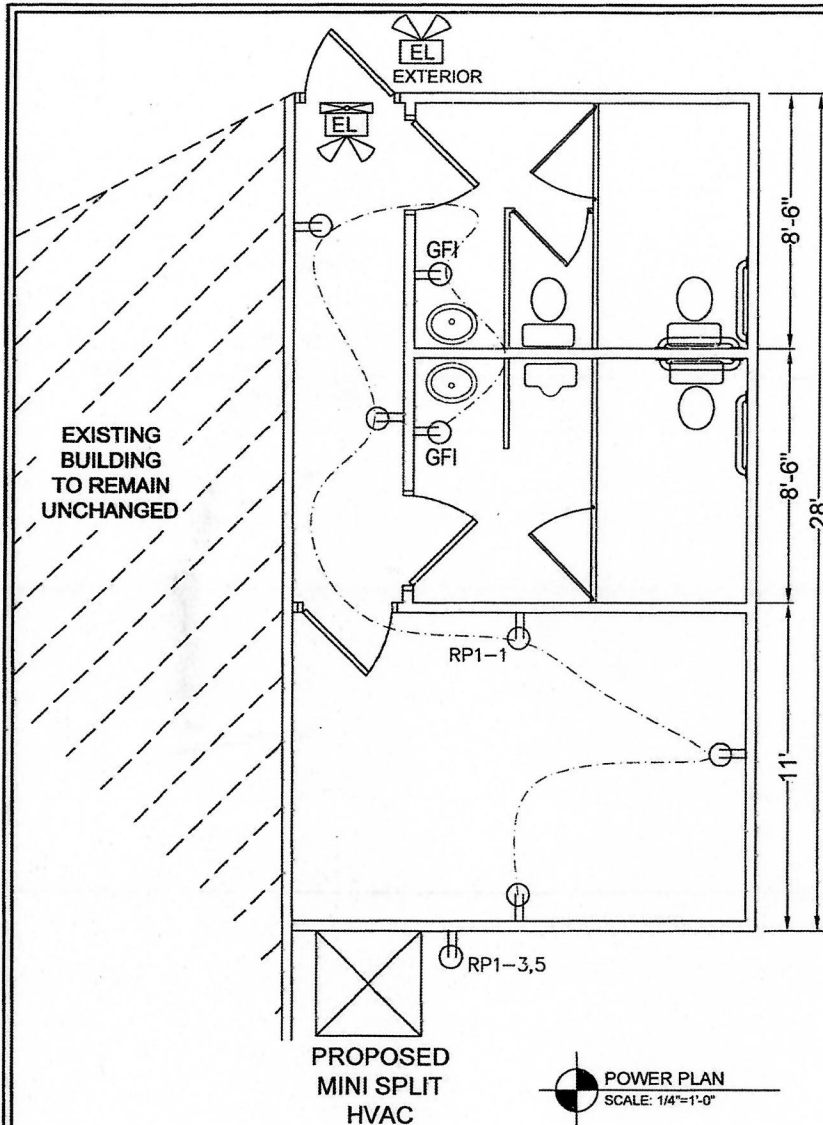 EL
EXTERIOR
EL
8'-6"
GFI
EXISTING
BUILDING
TO REMAIN
UNCHANGED
GFI
8'-6"
28'
RP1-1
11'
RP1-3,5
PROPOSED
MINI SPLIT
HVAC
POWER PLAN
SCALE: 1/4"=1'-0"